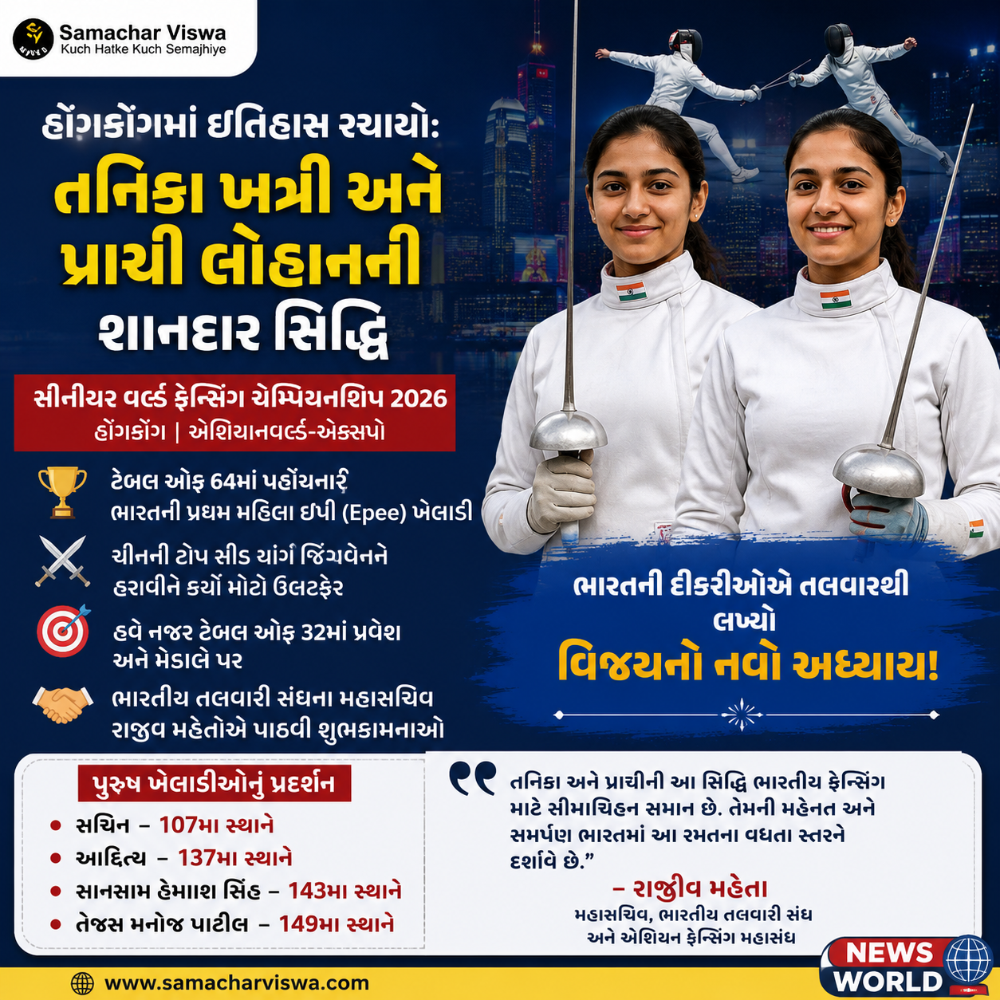 Samachar Viswa
Kuch Hatke Kuch Semajhiye
હોંગકોંગમાં ઈતિહાસ રચાયો:
તનિકા ખત્રી અને
પ્રાચી લોહાનની
શાનદાર સિદ્ધિ
સીનીયર વર્લ્ડ ફેન્સિંગ ચેમ્પિયનશિપ 2026
હોંગકોંગ | એશિયાનવર્લ્ડ-એક્સપો
ટેબલ ઓફ 64માં પહોંચનારી
ભારતની પ્રથમ મહિલા ઈપી (Epee) ખેલાડી
ચીનની ટોપ સીડ યાંગ
હરાવીને કર્યો મોટો ઉલટફેર
હવે નજર ટેબલ ઓફ 32માં પ્રવેશ
અને મેડાલે પર
ભારતીય તલવારી સંઘના મહાસચિવ
રાજીવ મહેતોએ પાઠવી શુભકામનાઓ
ભારતની દીકરીઓએ તલવારથી
લખ્યો
વિજયનો નવો અધ્યાય!
પુરુષ ખેલાડીઓનું પ્રદર્શન
• સચિન – 107મા સ્થાને
• આદિત્ય – 137મા સ્થાને
• સાનસામ હેમાાશ સિંહ – 143મા સ્થાને
• તેજસ મનોજ પાટીલ – 149મા સ્થાને
❝ તનિકા અને પ્રાચીની આ સિદ્ધિ ભારતીય ફેન્સિંગ
માટે સીમાચિહન સમાન છે. તેમની મહેનત અને
સમર્પણ ભારતમાં આ રમતના વધતા સ્તરને
દર્શાવે છે.”
– રાજીવ મહેતા
મહાસચિવ, ભારતીય તલવારી સંઘ
અને એશિયન ફેન્સિંગ મહાસંઘ
www.samacharviswa.com
NEWS
WORLD